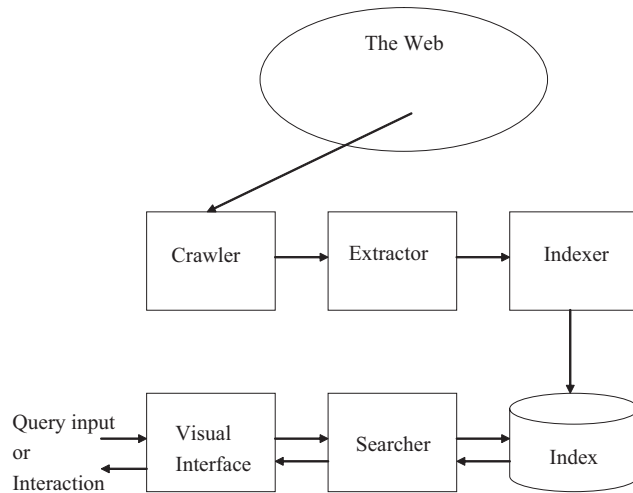 The Web
Crawler
Extractor
Indexer
Query input
or
Interaction
Visual
Interface
Searcher
Index